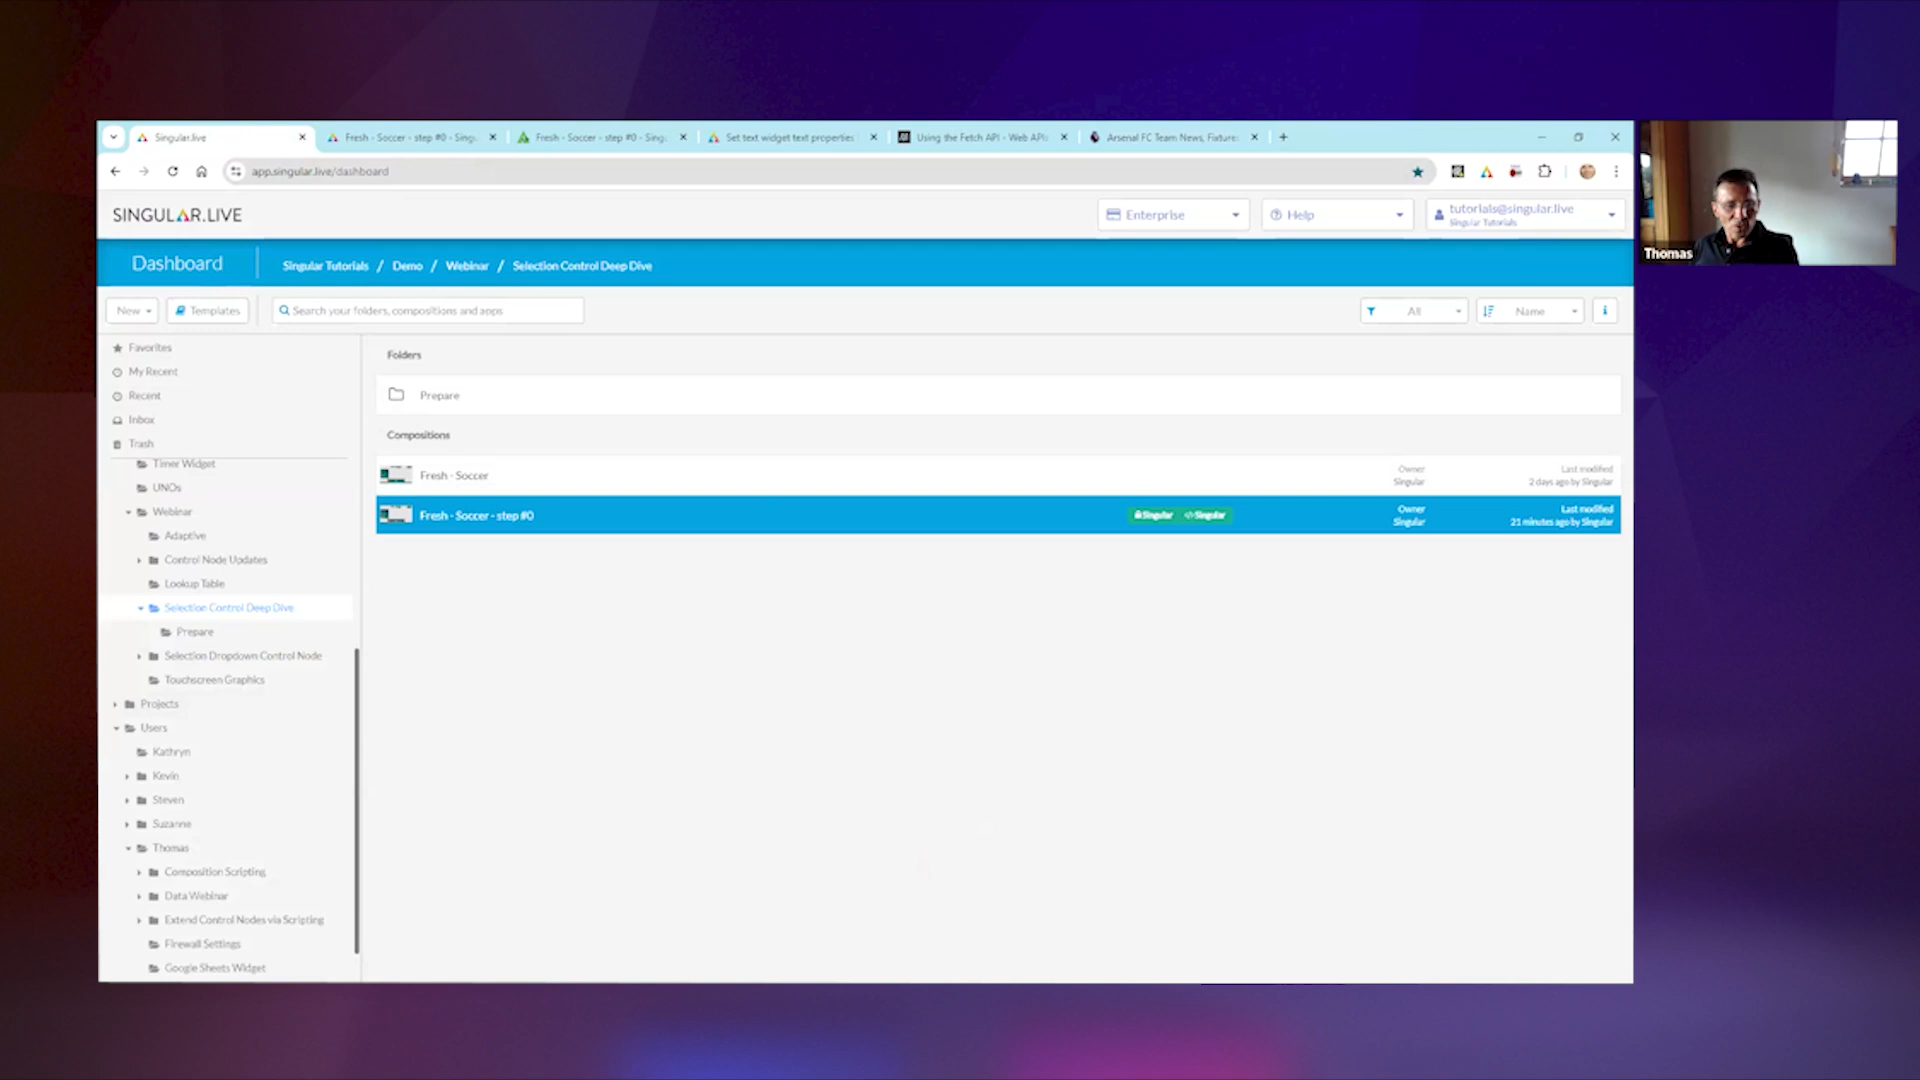 Singular.live
Fresh - Soccer - step #0 - Sing
Fresh - Soccer - step #0 - Sing
Set text widget text properties
Using the Fetch API - Web API
Arsenal FC Team News, Fixture
app.singular.live/dashboard
SINGULAR.LIVE
Enterprise
Help
tutorials@singular.live
Singular Tutorials
Thomas
Dashboard
Singular Tutorials / Demo / Webinar / Selection Control Deep Dive
New
Templates
Search your folders, compositions and apps
All
Name
Favorites
My Recent
Recent
Inbox
Trash
Timer Widget
UNOs
Webinar
Adaptive
Control Node Updates
Lookup Table
Selection Control Deep Dive
Prepare
Selection Dropdown Control Node
Touchscreen Graphics
Projects
Users
Kathryn
Kevin
Steven
Suzanne
Thomas
Composition Scripting
Data Webinar
Extend Control Nodes via Scripting
Firewall Settings
Google Sheets Widget
Folders
Prepare
Compositions
Fresh - Soccer
Owner
Singular
Last modified
2 days ago by Singular
Fresh - Soccer - step #0
Singular
Singular
Owner
Singular
Last modified
21 minutes ago by Singular